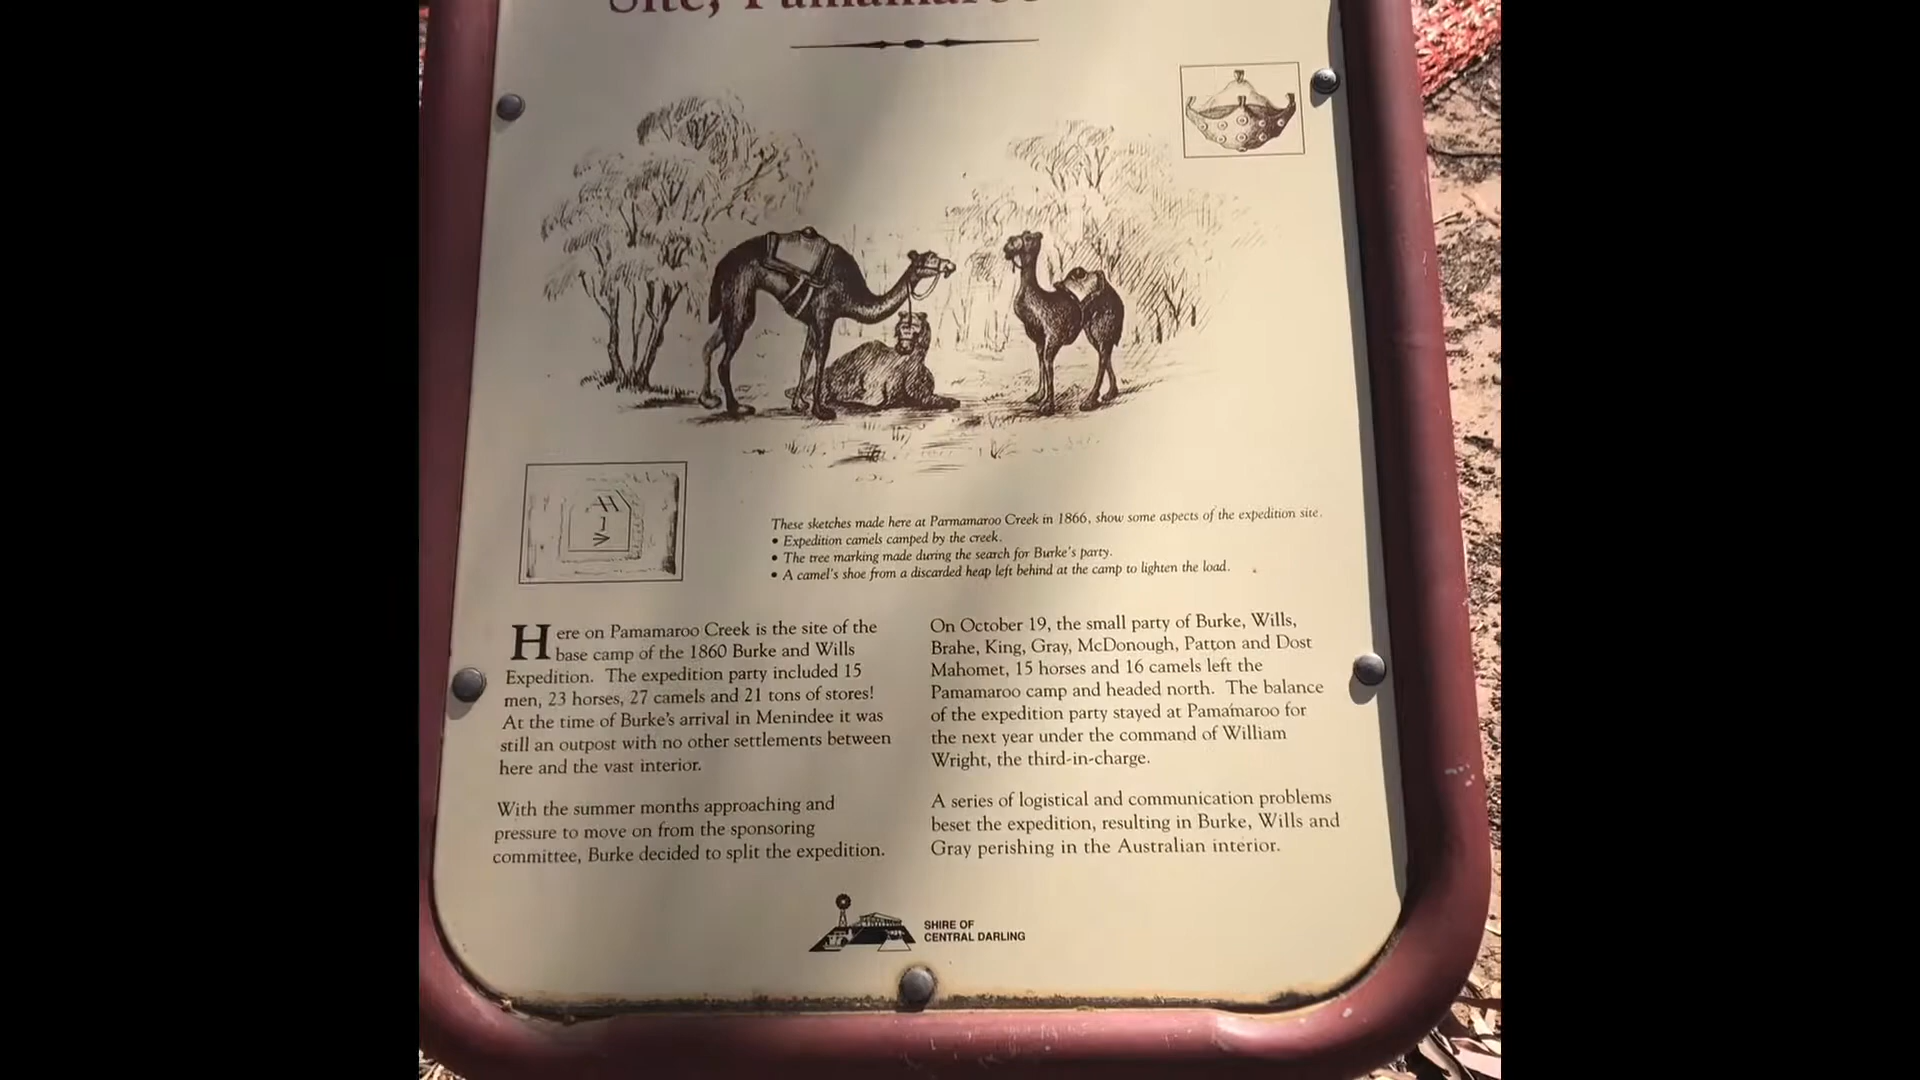 Site, Pamamaroo
These sketches made here at Parmamaroo Creek in 1866, show some aspects of the expedition site.
• Expedition camels camped by the creek.
• The tree marking made during the search for Burke's party.
• A camel's shoe from a discarded heap left behind at the camp to lighten the load.
Here on Pamamaroo Creek is the site of the
base camp of the 1860 Burke and Wills
Expedition. The expedition party included 15
men, 23 horses, 27 camels and 21 tons of stores!
At the time of Burke's arrival in Menindee it was
still an outpost with no other settlements between
here and the vast interior.
With the summer months approaching and
pressure to move on from the sponsoring
committee, Burke decided to split the expedition.
On October 19, the small party of Burke, Wills,
Brahe, King, Gray, McDonough, Patton and Dost
Mahomet, 15 horses and 16 camels left the
Pamamaroo camp and headed north. The balance
of the expedition party stayed at Pamamaroo for
the next year under the command of William
Wright, the third-in-charge.
A series of logistical and communication problems
beset the expedition, resulting in Burke, Wills and
Gray perishing in the Australian interior.
SHIRE OF
CENTRAL DARLING